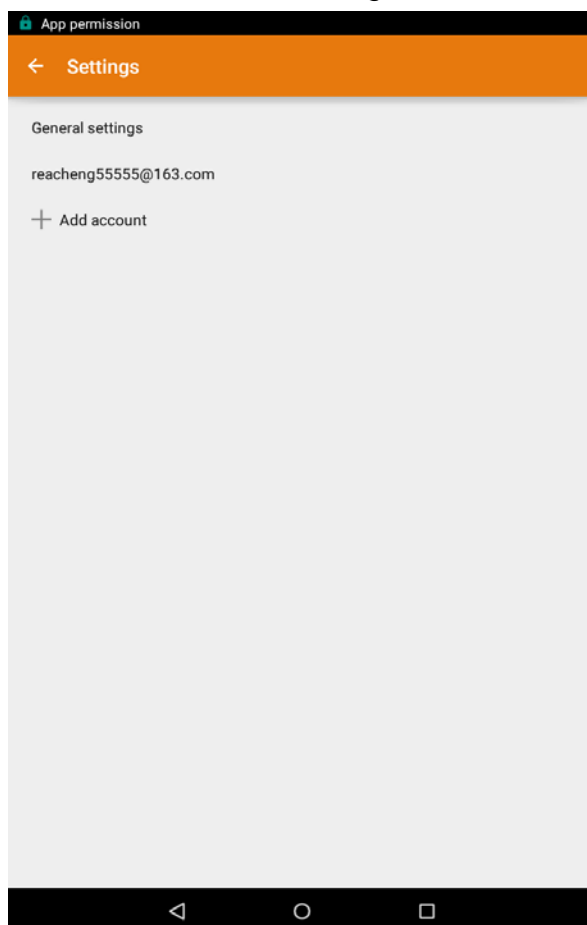 App permission
Settings
General settings
reacheng55555@163.com
Add account